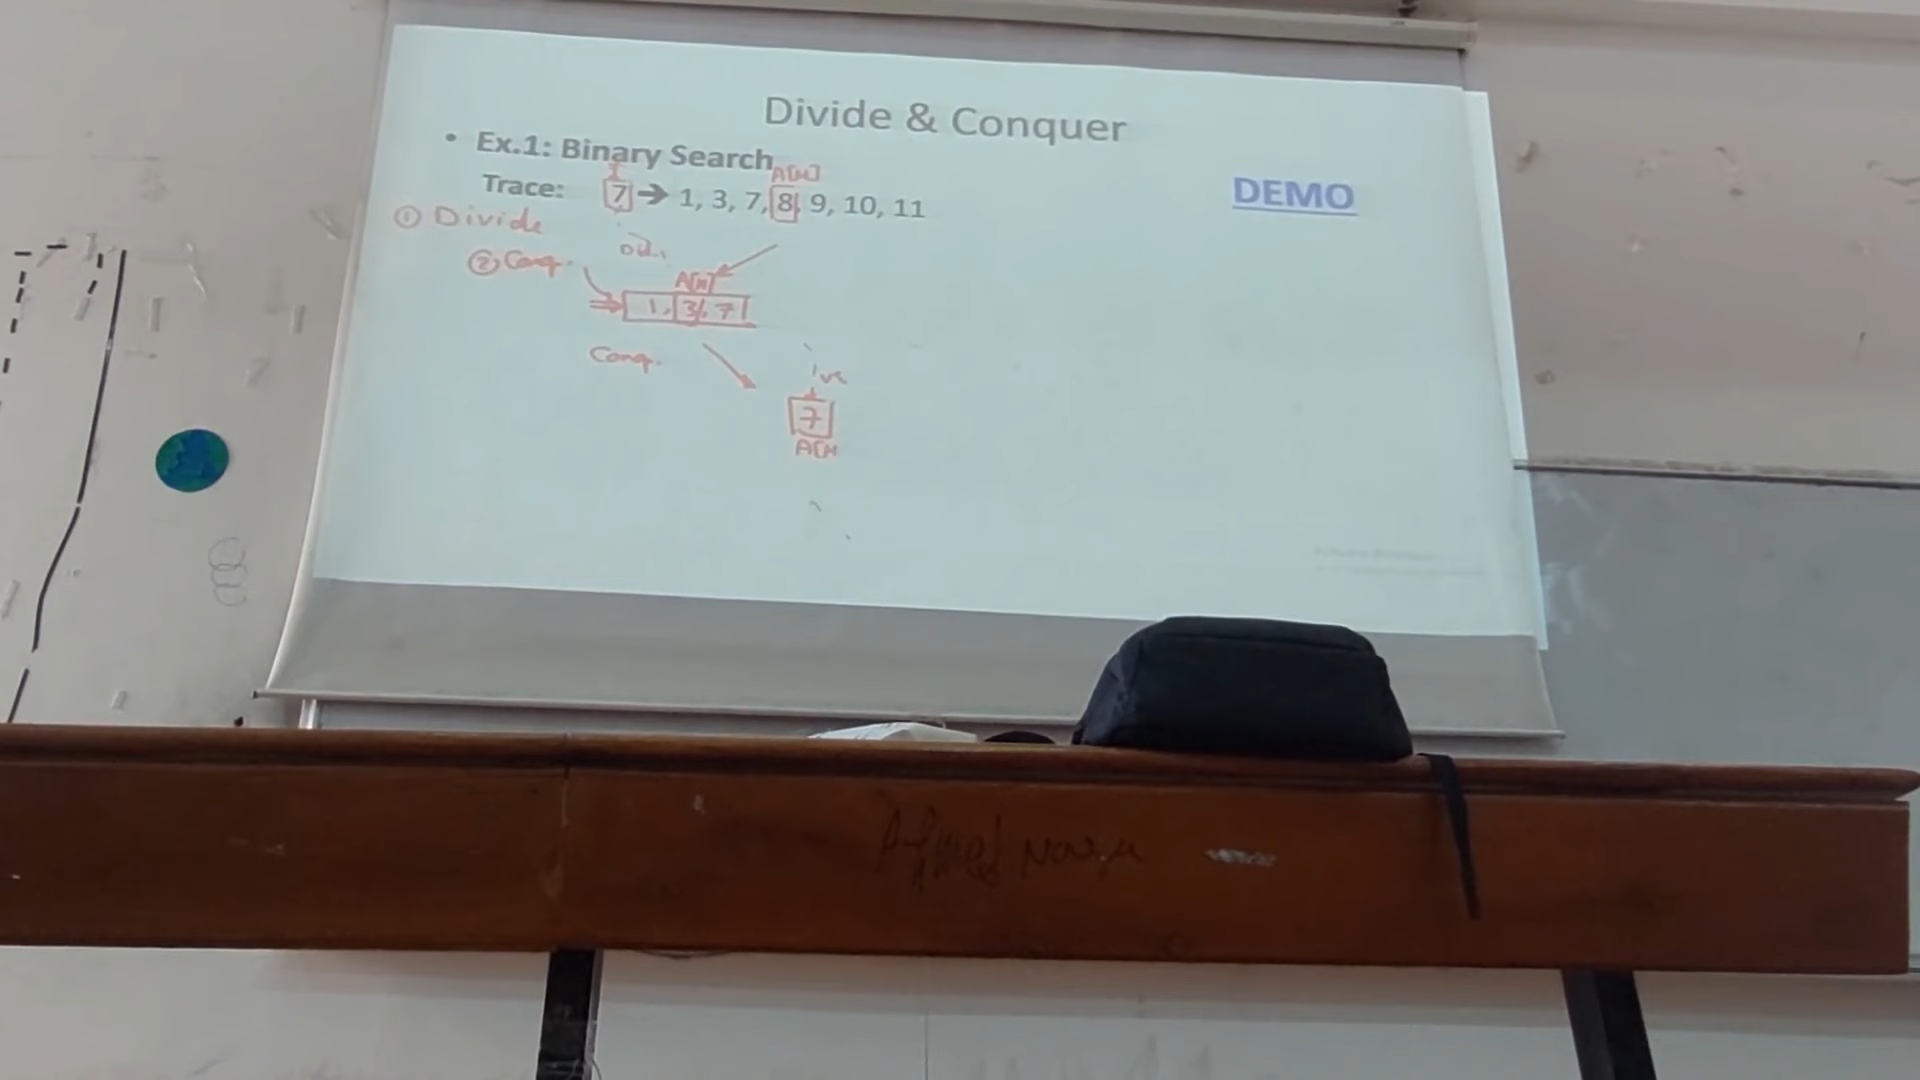 Divide & Conquer
• Ex.1: Binary Search
A[M]
Trace: 7 → 1, 3, 7, 8, 9, 10, 11
DEMO
① Divide
② Conq.
A[M]
1, 3, 7
Conq.
7
A[M